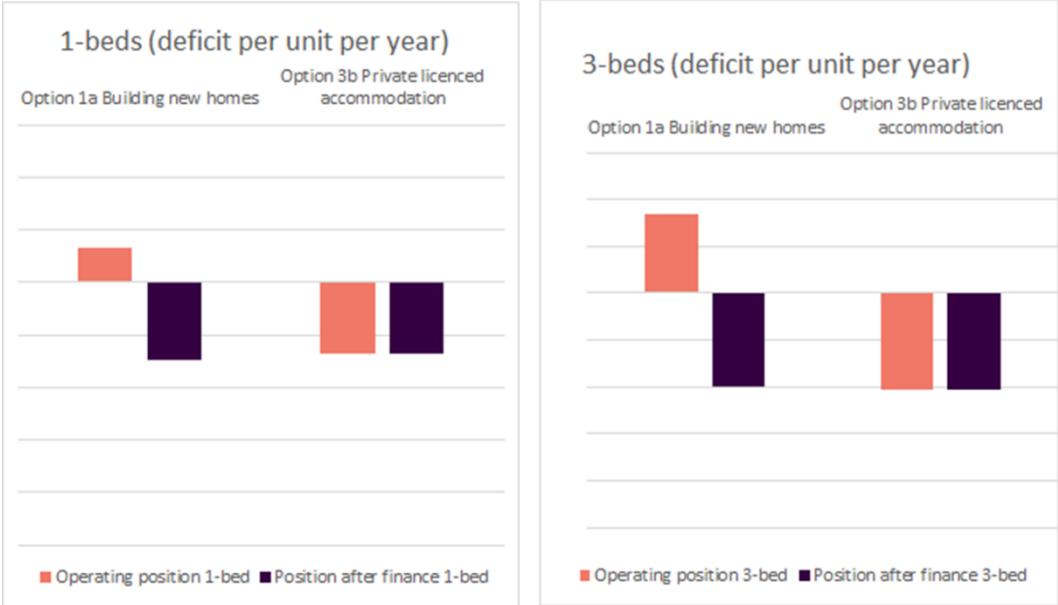 1-beds (deficit per unit per year)
Option 1a Building new homes
Option 3b Private licenced
accommodation
Operating position 1-bed
Position after finance 1-bed
3-beds (deficit per unit per year)
Option 1a Building new homes
Option 3b Private licenced
accommodation
Operating position 3-bed
Position after finance 3-bed